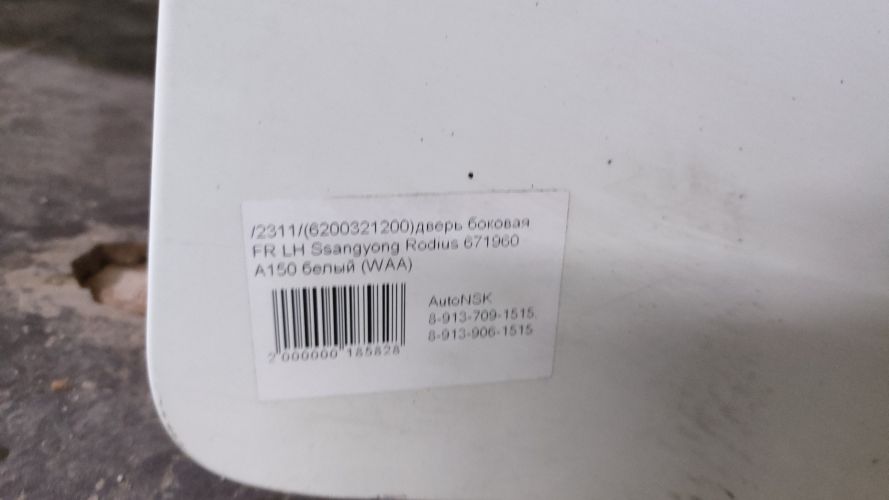 /2311/(6200321200)дверь боковая
FR LH Ssangyong Rodius 671960
A150 белый (WAA)
AutoNSK
8-913-709-1515.
8-913-906-1515
2 000000 185828